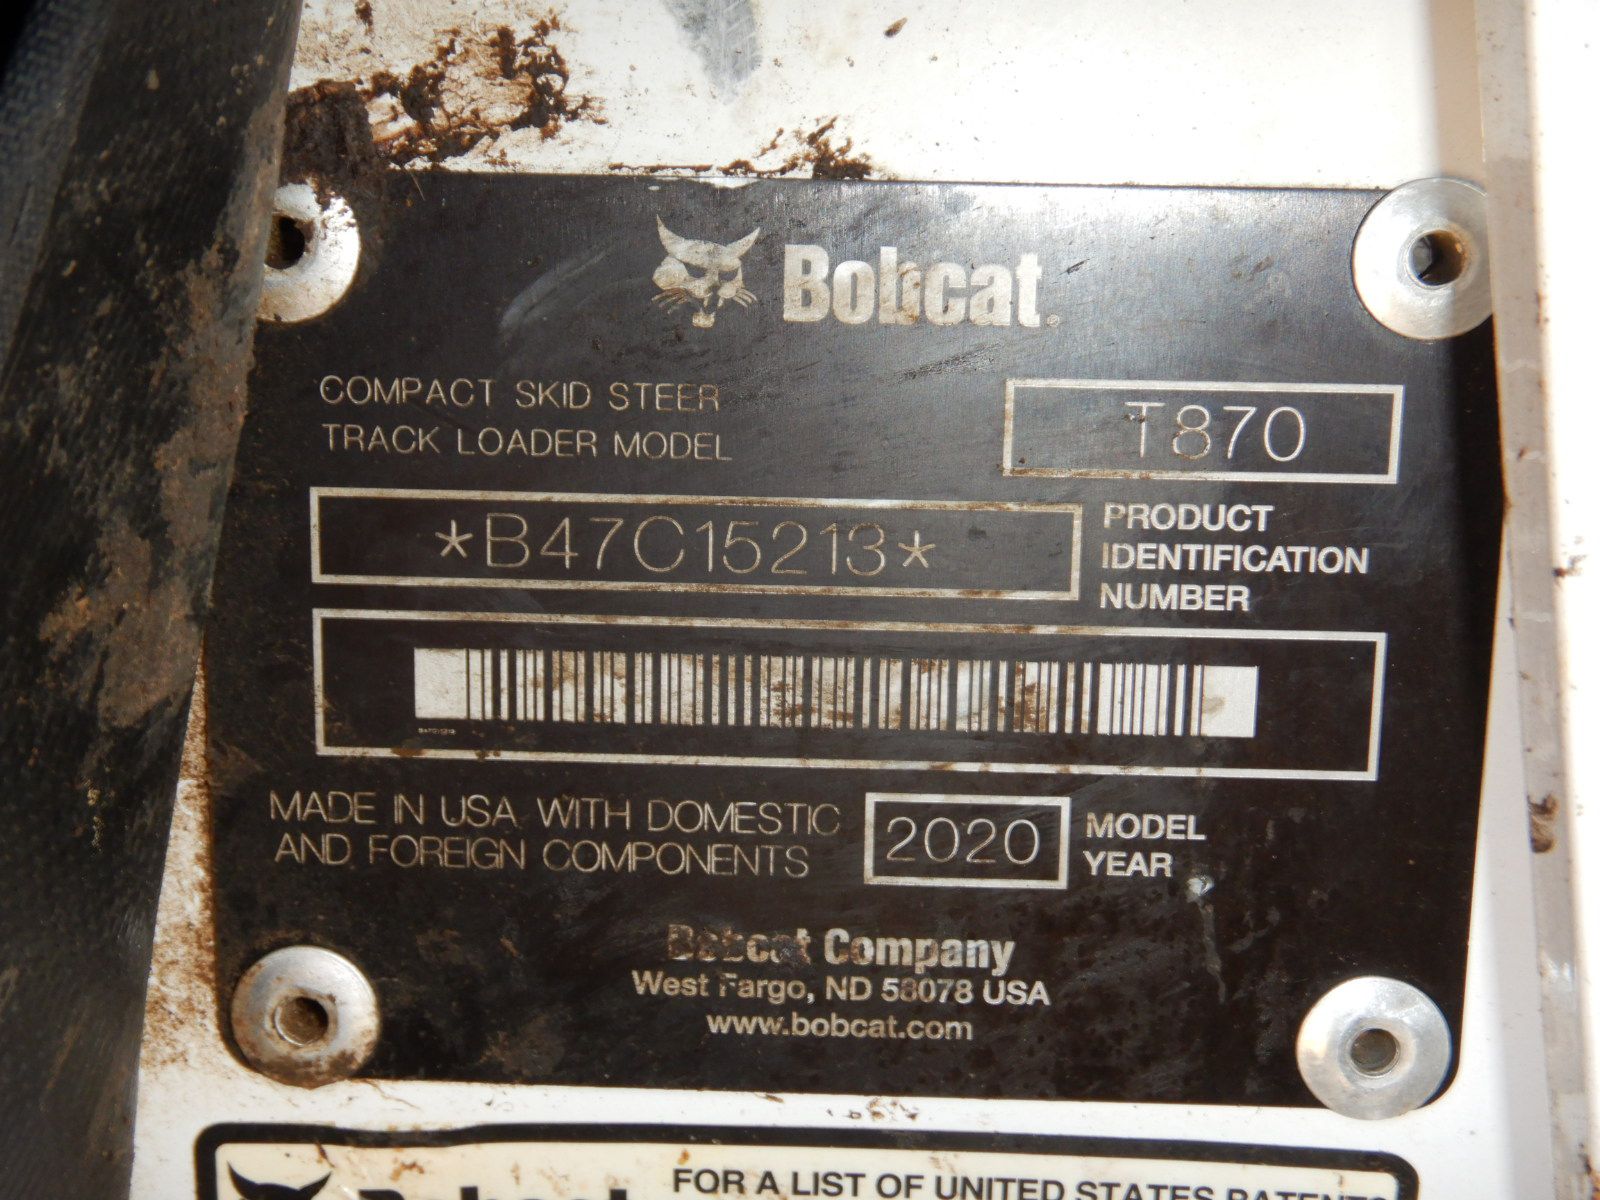 Bobcat®
COMPACT SKID STEER
TRACK LOADER MODEL
T870
*B47C15213*
PRODUCT
IDENTIFICATION
NUMBER
B47C15213
MADE IN USA WITH DOMESTIC
AND FOREIGN COMPONENTS
2020
MODEL
YEAR
Bobcat Company
West Fargo, ND 58078 USA
www.bobcat.com
Bobcat
FOR A LIST OF UNITED STATES PATENTS